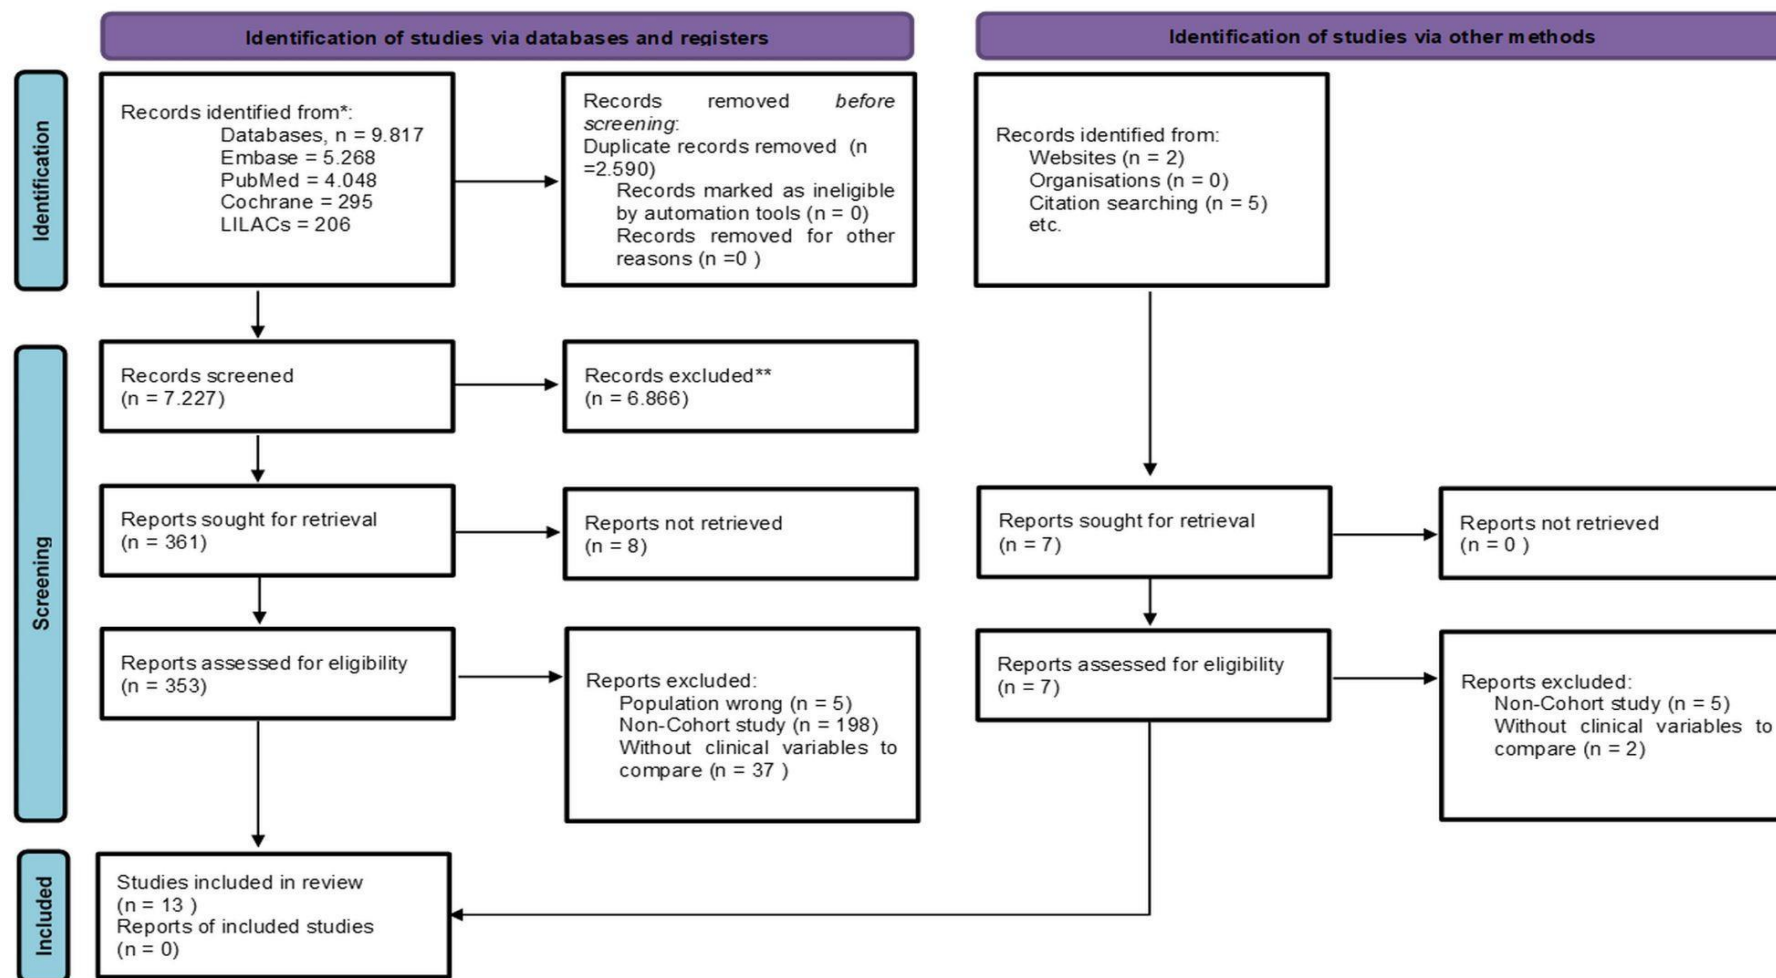 Identification of studies via databases and registers
Identification of studies via other methods
Identification
Records identified from*:
Databases, n = 9.817
Embase = 5.268
PubMed = 4.048
Cochrane = 295
LILACs = 206
Records removed before
screening:
Duplicate records removed (n
=2.590)
Records marked as ineligible
by automation tools (n = 0)
Records removed for other
reasons (n =0 )
Records identified from:
Websites (n = 2)
Organisations (n = 0)
Citation searching (n = 5)
etc.
Screening
Records screened
(n = 7.227)
Records excluded**
(n = 6.866)
Reports sought for retrieval
(n = 361)
Reports not retrieved
(n = 8)
Reports sought for retrieval
(n = 7)
Reports not retrieved
(n = 0 )
Reports assessed for eligibility
(n = 353)
Reports excluded:
Population wrong (n = 5)
Non-Cohort study (n = 198)
Without clinical variables to
compare (n = 37 )
Reports assessed for eligibility
(n = 7)
Reports excluded:
Non-Cohort study (n = 5)
Without clinical variables to
compare (n = 2)
Included
Studies included in review
(n = 13 )
Reports of included studies
(n = 0)